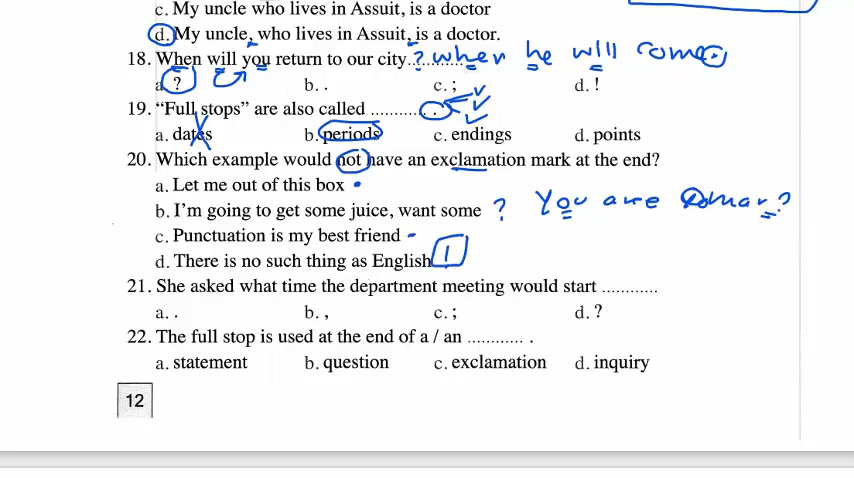 c. My uncle who lives in Assuit, is a doctor
d. My uncle, who lives in Assuit, is a doctor.
18. When will you return to our city ............ ? when he will come.
a. ? b. . c. ; d. !
19. “Full stops” are also called ............ .
a. dates b. periods c. endings d. points
20. Which example would not have an exclamation mark at the end?
a. Let me out of this box .
b. I’m going to get some juice, want some ? You are Omar?
c. Punctuation is my best friend
d. There is no such thing as English !
21. She asked what time the department meeting would start ............
a. . b. , c. ; d. ?
22. The full stop is used at the end of a / an ............ .
a. statement b. question c. exclamation d. inquiry
12